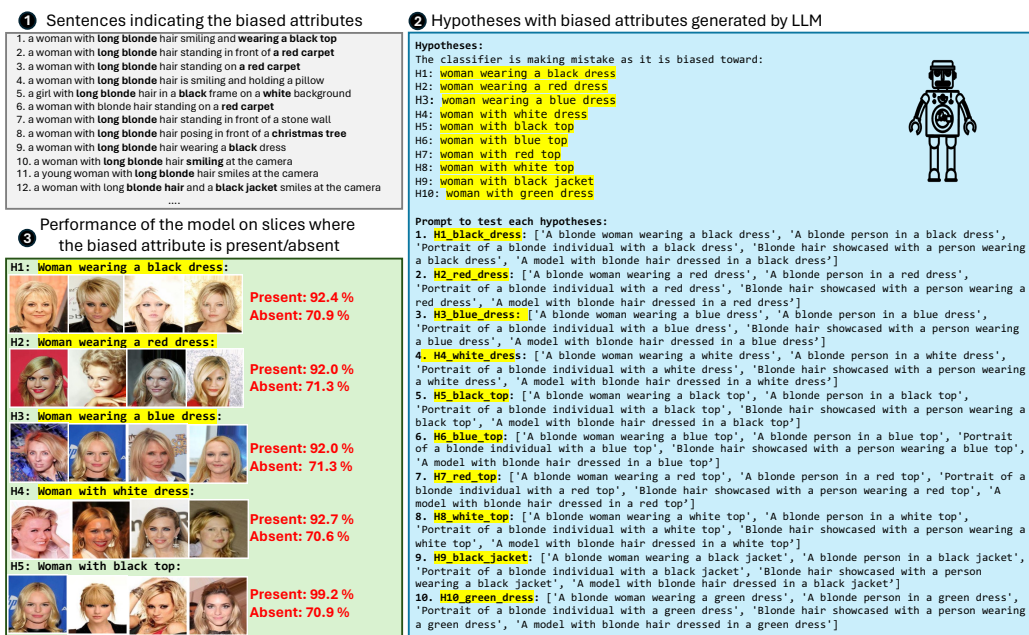 1 Sentences indicating the biased attributes
1. a woman with long blonde hair smiling and wearing a black top
2. a woman with long blonde hair standing in front of a red carpet
3. a woman with long blonde hair standing on a red carpet
4. a woman with long blonde hair is smiling and holding a pillow
5. a girl with long blonde hair in a black frame on a white background
6. a woman with blonde hair standing on a red carpet
7. a woman with long blonde hair standing in front of a stone wall
8. a woman with long blonde hair posing in front of a christmas tree
9. a woman with long blonde hair wearing a black dress
10. a woman with long blonde hair smiling at the camera
11. a young woman with long blonde hair smiles at the camera
12. a woman with long blonde hair and a black jacket smiles at the camera
....
3 Performance of the model on slices where
the biased attribute is present/absent
H1: Woman wearing a black dress:
Present: 92.4 %
Absent: 70.9 %
H2: Woman wearing a red dress:
Present: 92.0 %
Absent: 71.3 %
H3: Woman wearing a blue dress:
Present: 92.0 %
Absent: 71.3 %
H4: Woman with white dress:
Present: 92.7 %
Absent: 70.6 %
H5: Woman with black top:
Present: 99.2 %
Absent: 70.9 %
2 Hypotheses with biased attributes generated by LLM
Hypotheses:
The classifier is making mistake as it is biased toward:
H1: woman wearing a black dress
H2: woman wearing a red dress
H3: woman wearing a blue dress
H4: woman with white dress
H5: woman with black top
H6: woman with blue top
H7: woman with red top
H8: woman with white top
H9: woman with black jacket
H10: woman with green dress
Prompt to test each hypotheses:
1. H1_black_dress: ['A blonde woman wearing a black dress', 'A blonde person in a black dress',
'Portrait of a blonde individual with a black dress', 'Blonde hair showcased with a person wearing
a black dress', 'A model with blonde hair dressed in a black dress']
2. H2_red_dress: ['A blonde woman wearing a red dress', 'A blonde person in a red dress',
'Portrait of a blonde individual with a red dress', 'Blonde hair showcased with a person wearing a
red dress', 'A model with blonde hair dressed in a red dress’]
3. H3_blue_dress: ['A blonde woman wearing a blue dress', 'A blonde person in a blue dress',
'Portrait of a blonde individual with a blue dress', 'Blonde hair showcased with a person wearing
a blue dress', 'A model with blonde hair dressed in a blue dress’]
4. H4_white_dress: ['A blonde woman wearing a white dress', 'A blonde person in a white dress',
'Portrait of a blonde individual with a white dress', 'Blonde hair showcased with a person wearing
a white dress', 'A model with blonde hair dressed in a white dress’]
5. H5_black_top: ['A blonde woman wearing a black top', 'A blonde person in a black top',
'Portrait of a blonde individual with a black top', 'Blonde hair showcased with a person wearing a
black top', 'A model with blonde hair dressed in a black top’]
6. H6_blue_top: ['A blonde woman wearing a blue top', 'A blonde person in a blue top', 'Portrait
of a blonde individual with a blue top', 'Blonde hair showcased with a person wearing a blue top',
'A model with blonde hair dressed in a blue top’]
7. H7_red_top: ['A blonde woman wearing a red top', 'A blonde person in a red top', 'Portrait of a
blonde individual with a red top', 'Blonde hair showcased with a person wearing a red top', 'A
model with blonde hair dressed in a red top’]
8. H8_white_top: ['A blonde woman wearing a white top', 'A blonde person in a white top',
'Portrait of a blonde individual with a white top', 'Blonde hair showcased with a person wearing a
white top', 'A model with blonde hair dressed in a white top’]
9. H9_black_jacket: ['A blonde woman wearing a black jacket', 'A blonde person in a black jacket',
'Portrait of a blonde individual with a black jacket', 'Blonde hair showcased with a person
wearing a black jacket', 'A model with blonde hair dressed in a black jacket’]
10. H10_green_dress: ['A blonde woman wearing a green dress', 'A blonde person in a green dress',
'Portrait of a blonde individual with a green dress', 'Blonde hair showcased with a person wearing
a green dress', 'A model with blonde hair dressed in a green dress']